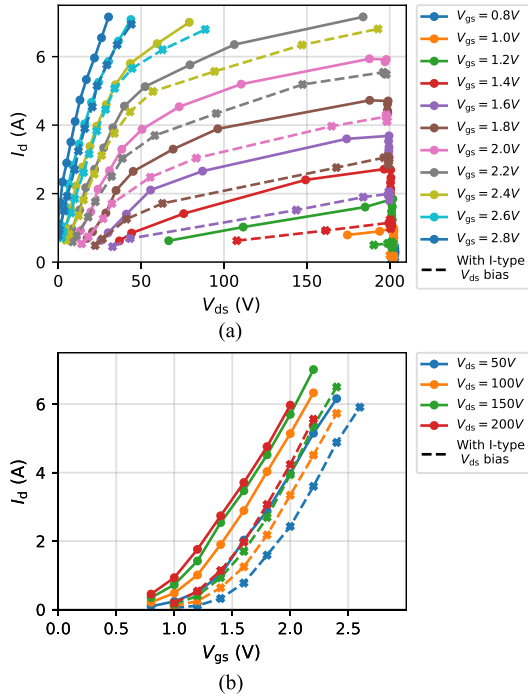 6
4
2
0
I_d (A)
0 50 100 150 200
V_ds (V)
V_gs = 0.8V
V_gs = 1.0V
V_gs = 1.2V
V_gs = 1.4V
V_gs = 1.6V
V_gs = 1.8V
V_gs = 2.0V
V_gs = 2.2V
V_gs = 2.4V
V_gs = 2.6V
V_gs = 2.8V
With I-type
V_ds bias
(a)
6
4
2
0
I_d (A)
0.0 0.5 1.0 1.5 2.0 2.5
V_gs (V)
V_ds = 50V
V_ds = 100V
V_ds = 150V
V_ds = 200V
With I-type
V_ds bias
(b)